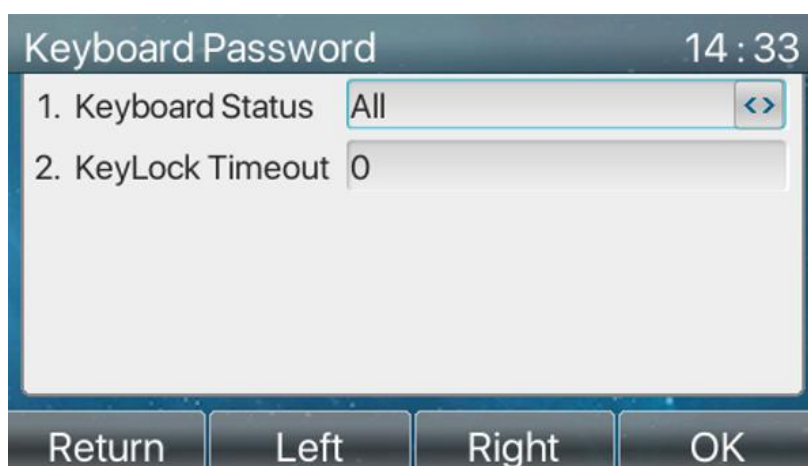 Keyboard Password 14 : 33
1. Keyboard Status All <>
2. KeyLock Timeout 0
Return Left Right OK